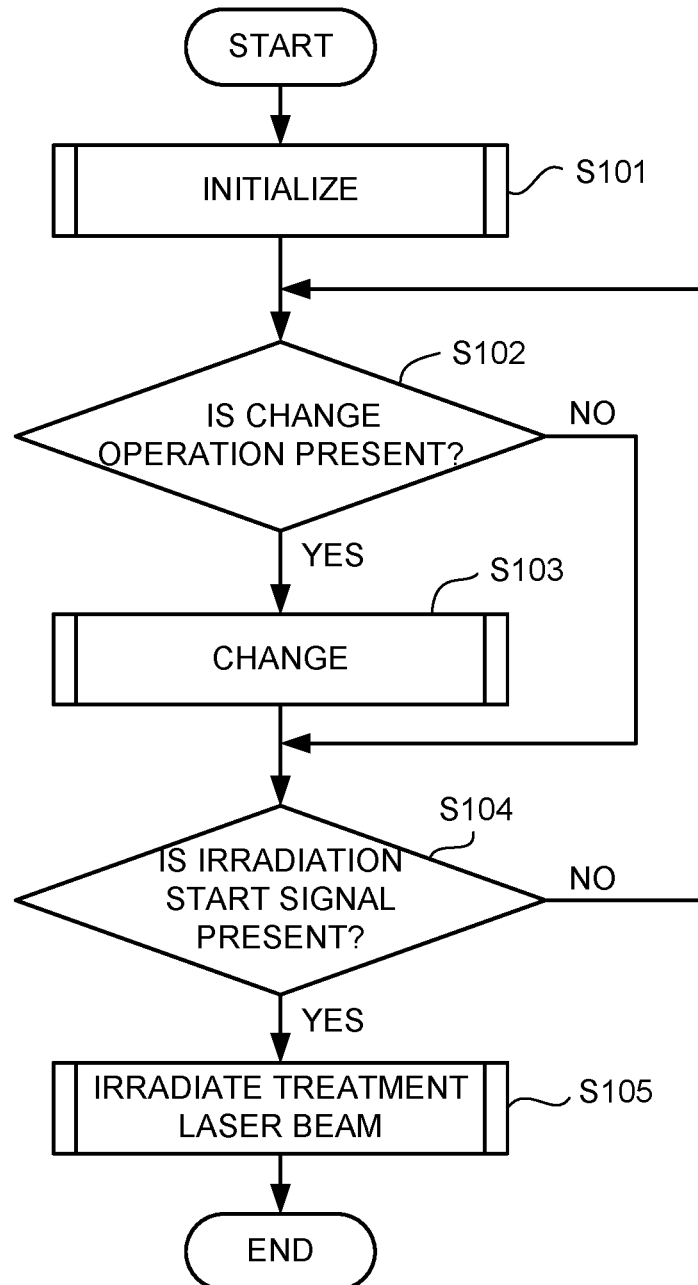 START
INITIALIZE
S101
S102
IS CHANGE
OPERATION PRESENT?
NO
YES
S103
CHANGE
S104
IS IRRADIATION
START SIGNAL
PRESENT?
NO
YES
IRRADIATE TREATMENT
LASER BEAM
S105
END